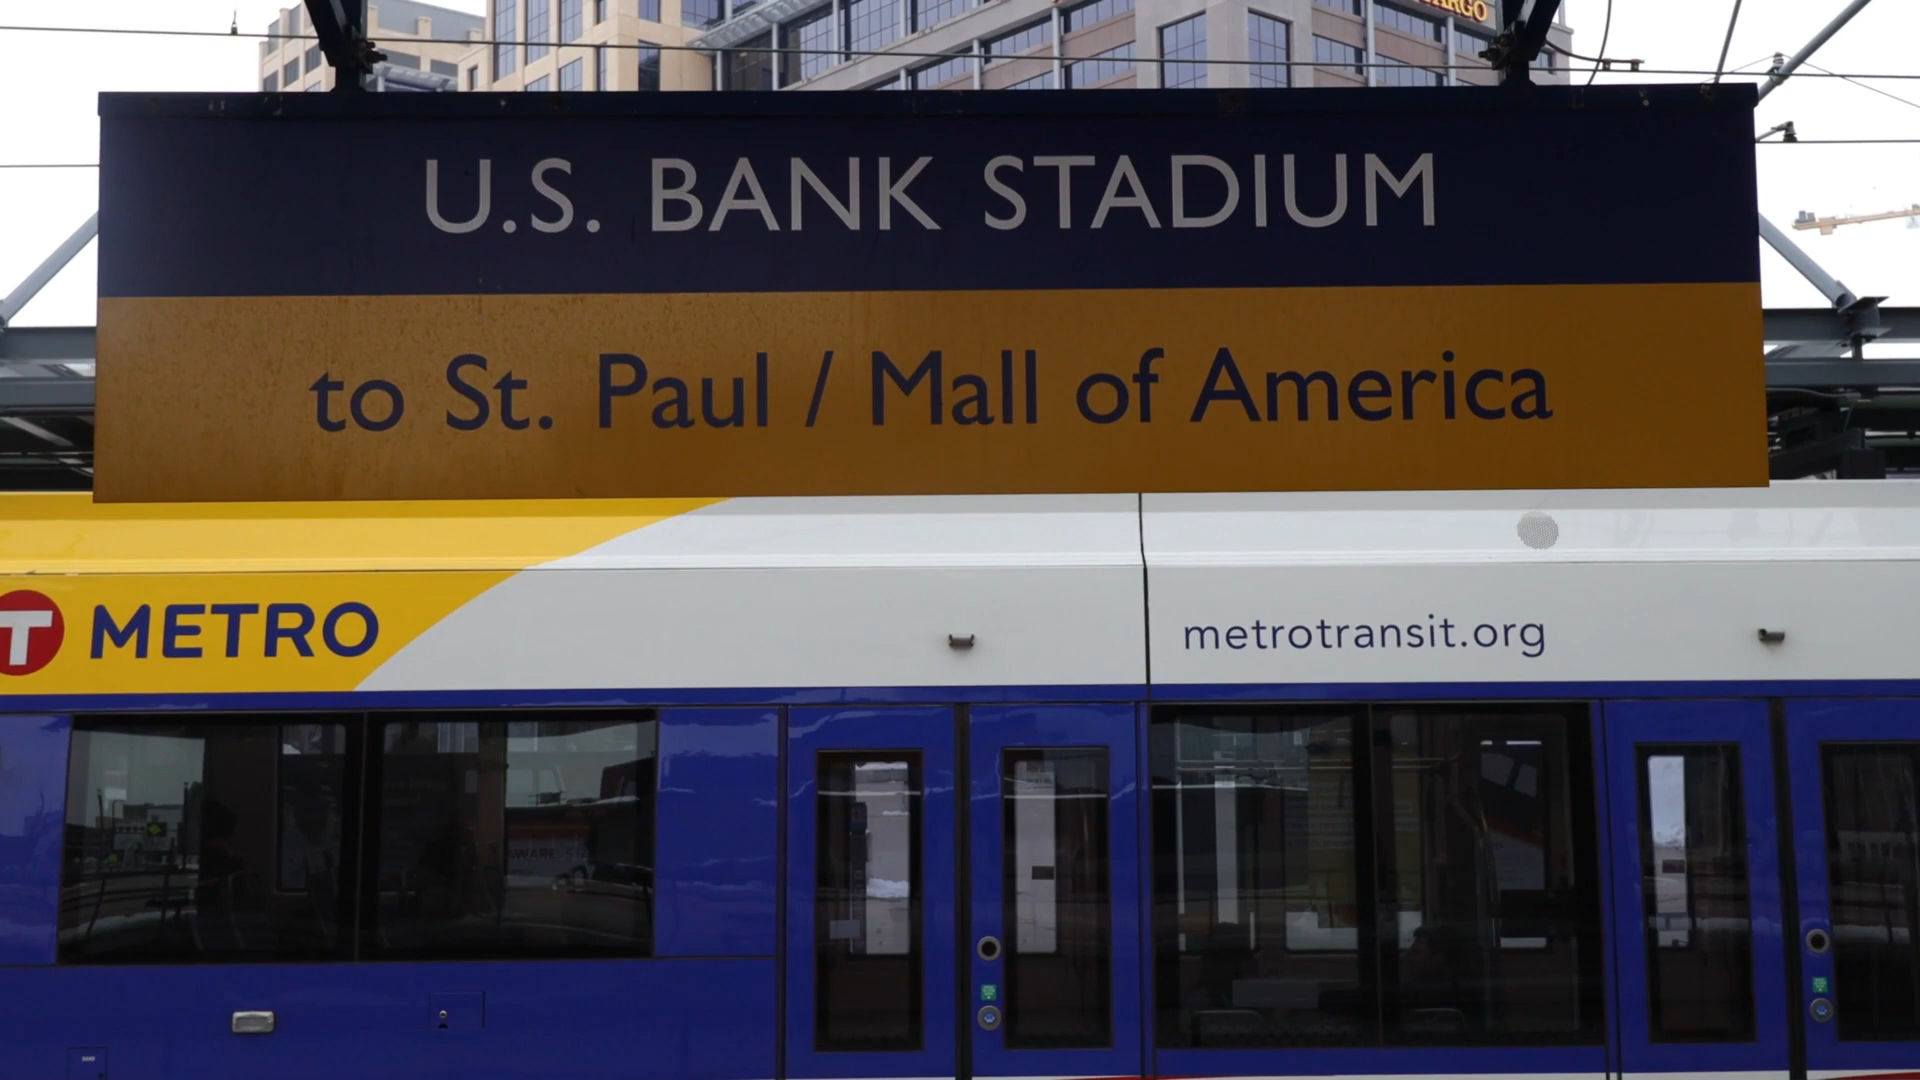 U.S. BANK STADIUM
to St. Paul / Mall of America
T METRO
metrotransit.org